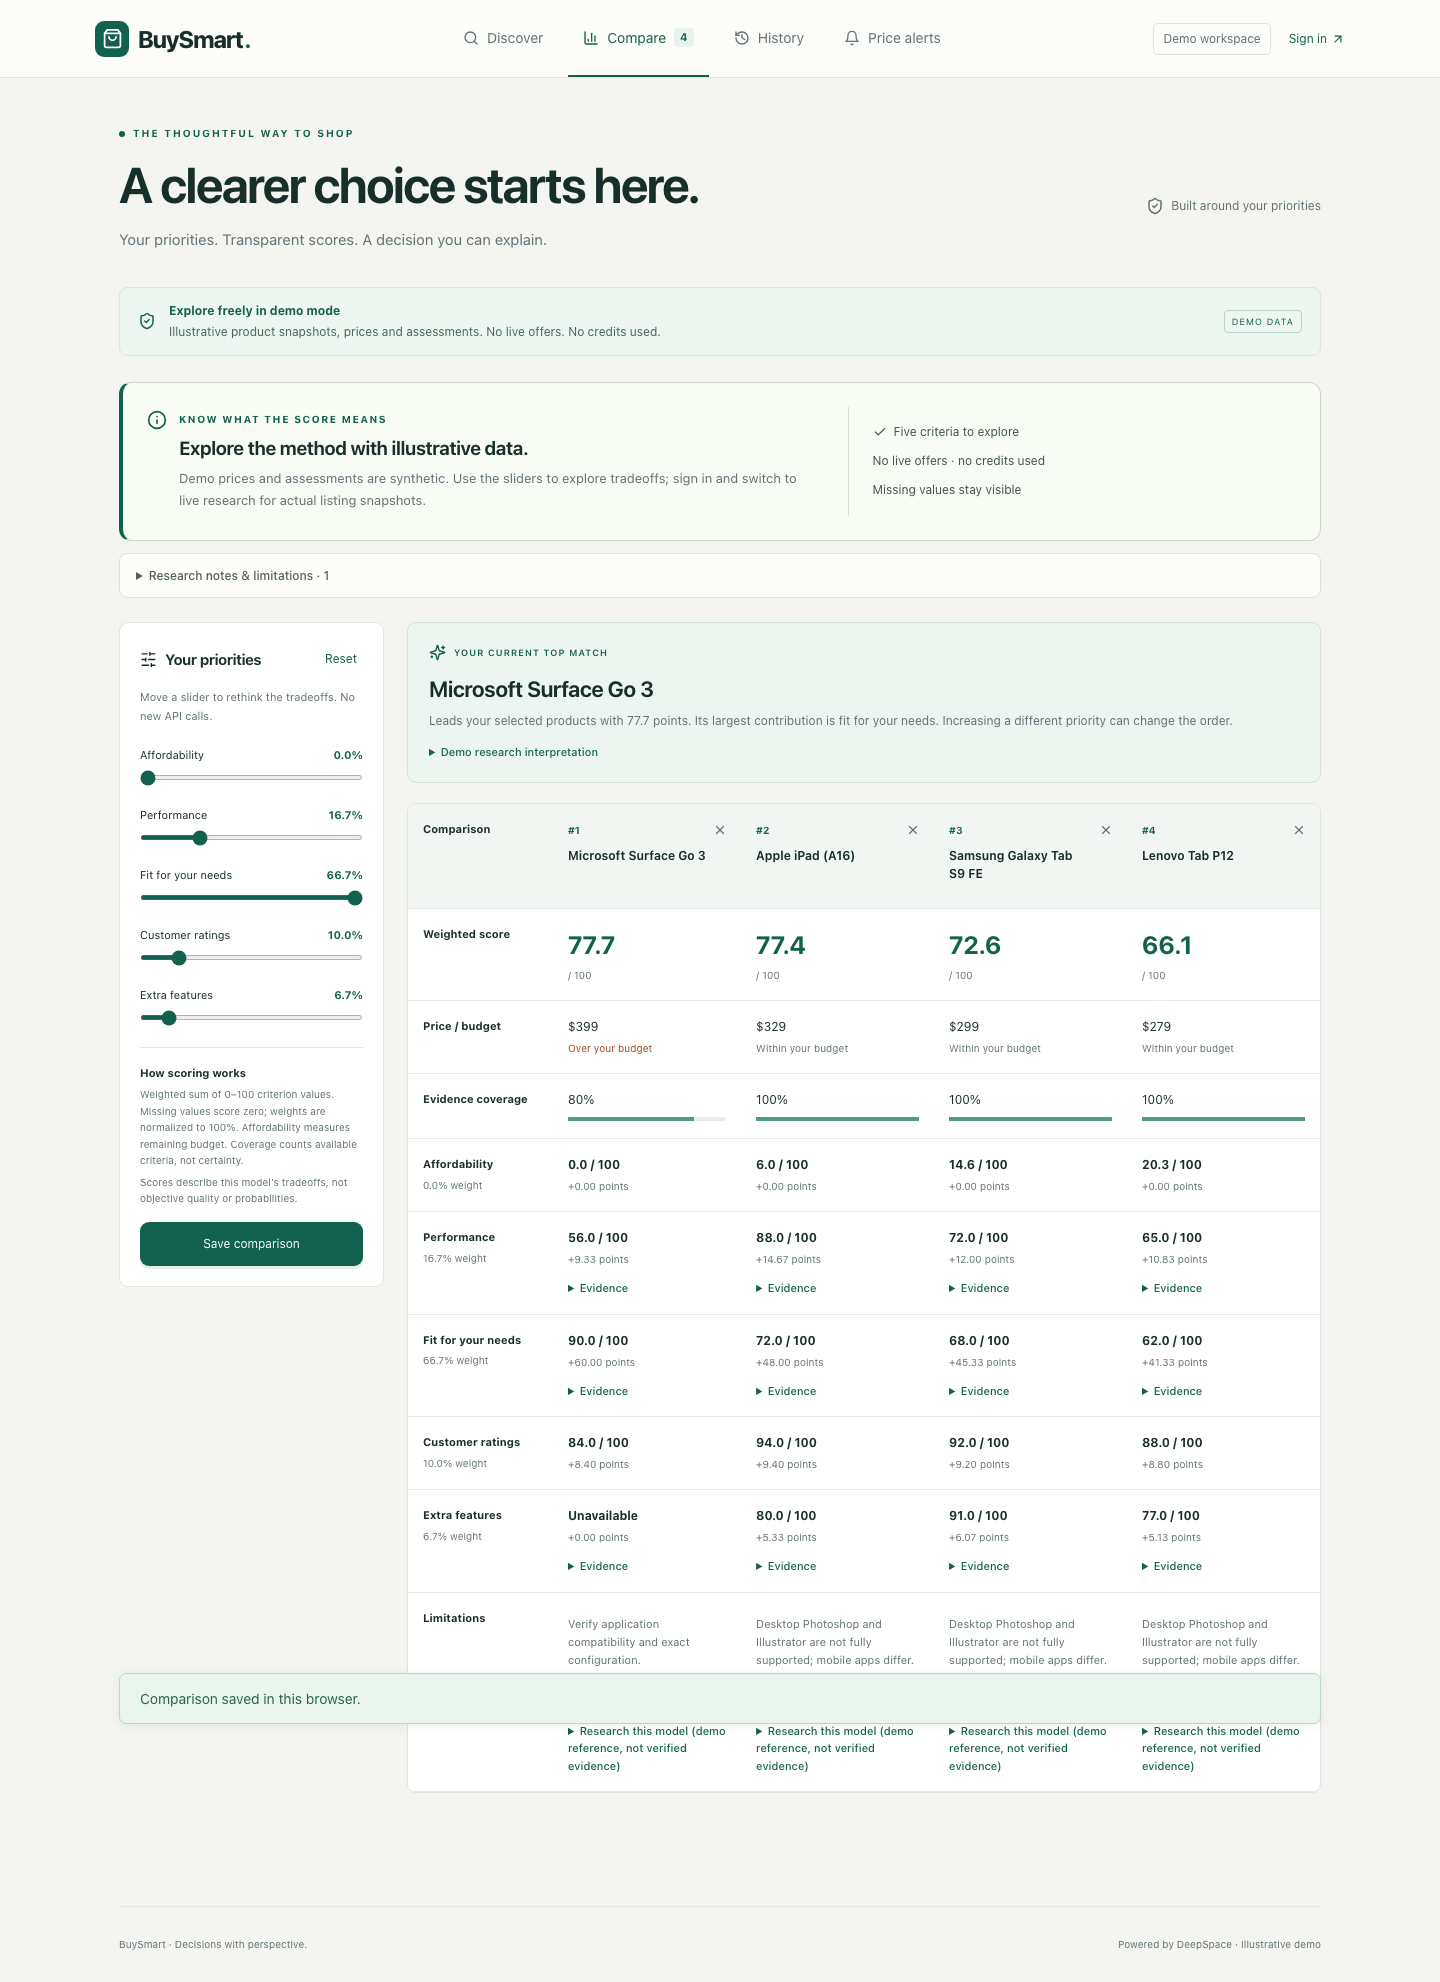 BuySmart.
Discover
Compare 4
History
Price alerts
Demo workspace
Sign in
THE THOUGHTFUL WAY TO SHOP
A clearer choice starts here.
Your priorities. Transparent scores. A decision you can explain.
Built around your priorities
Explore freely in demo mode
Illustrative product snapshots, prices and assessments. No live offers. No credits used.
DEMO DATA
KNOW WHAT THE SCORE MEANS
Explore the method with illustrative data.
Demo prices and assessments are synthetic. Use the sliders to explore tradeoffs; sign in and switch to
live research for actual listing snapshots.
Five criteria to explore
No live offers · no credits used
Missing values stay visible
Research notes & limitations · 1
Your priorities
Reset
Move a slider to rethink the tradeoffs. No
new API calls.
Affordability 0.0%
Performance 16.7%
Fit for your needs 66.7%
Customer ratings 10.0%
Extra features 6.7%
How scoring works
Weighted sum of 0–100 criterion values.
Missing values score zero; weights are
normalized to 100%. Affordability measures
remaining budget. Coverage counts available
criteria, not certainty.
Scores describe this model's tradeoffs, not
objective quality or probabilities.
Save comparison
YOUR CURRENT TOP MATCH
Microsoft Surface Go 3
Leads your selected products with 77.7 points. Its largest contribution is fit for your needs. Increasing a different priority can change the order.
Demo research interpretation
Comparison #1 #2 #3 #4
Microsoft Surface Go 3 Apple iPad (A16) Samsung Galaxy Tab Lenovo Tab P12
S9 FE
Weighted score 77.7 77.4 72.6 66.1
/ 100 / 100 / 100 / 100
Price / budget $399 $329 $299 $279
Over your budget Within your budget Within your budget Within your budget
Evidence coverage 80% 100% 100% 100%
Affordability 0.0 / 100 6.0 / 100 14.6 / 100 20.3 / 100
0.0% weight +0.00 points +0.00 points +0.00 points +0.00 points
Performance 56.0 / 100 88.0 / 100 72.0 / 100 65.0 / 100
16.7% weight +9.33 points +14.67 points +12.00 points +10.83 points
Evidence Evidence Evidence Evidence
Fit for your needs 90.0 / 100 72.0 / 100 68.0 / 100 62.0 / 100
66.7% weight +60.00 points +48.00 points +45.33 points +41.33 points
Evidence Evidence Evidence Evidence
Customer ratings 84.0 / 100 94.0 / 100 92.0 / 100 88.0 / 100
10.0% weight +8.40 points +9.40 points +9.20 points +8.80 points
Extra features Unavailable 80.0 / 100 91.0 / 100 77.0 / 100
6.7% weight +0.00 points +5.33 points +6.07 points +5.13 points
Evidence Evidence Evidence Evidence
Limitations Verify application Desktop Photoshop and Desktop Photoshop and Desktop Photoshop and
compatibility and exact Illustrator are not fully Illustrator are not fully Illustrator are not fully
configuration. supported; mobile apps differ. supported; mobile apps differ. supported; mobile apps differ.
Comparison saved in this browser.
Research this model (demo Research this model (demo Research this model (demo Research this model (demo
reference, not verified reference, not verified reference, not verified reference, not verified
evidence) evidence) evidence) evidence)
BuySmart · Decisions with perspective.
Powered by DeepSpace · Illustrative demo